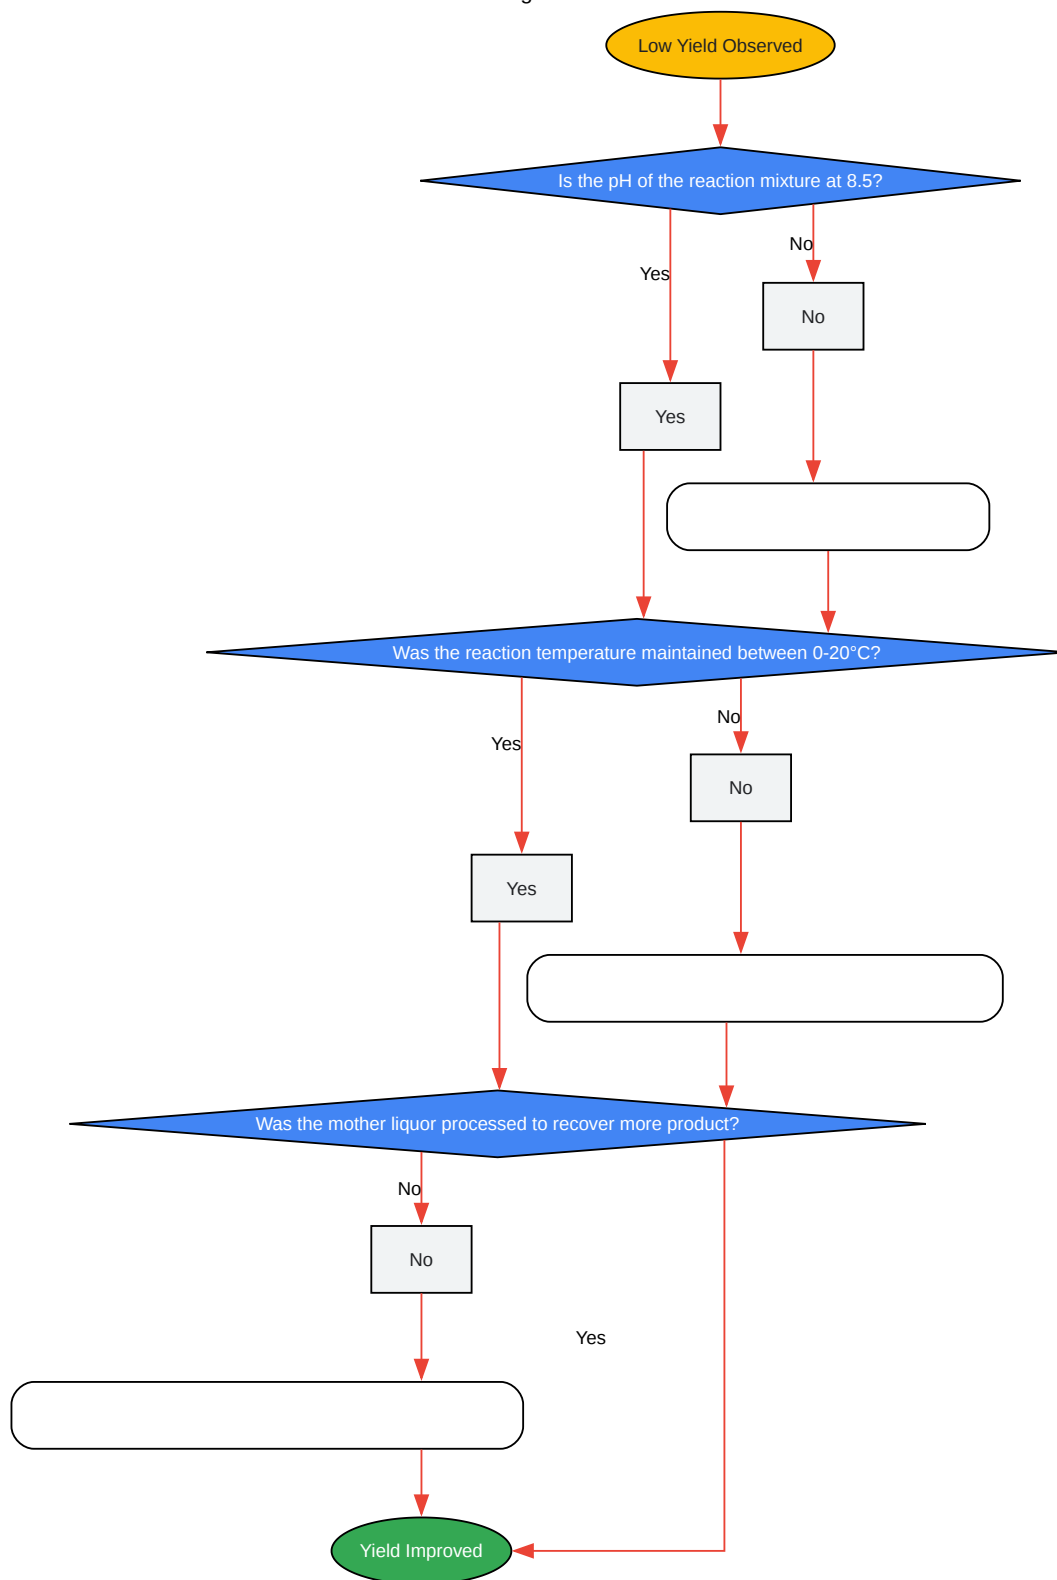 Low Yield Observed
Is the pH of the reaction mixture at 8.5?
No
Yes
No
Yes
Was the reaction temperature maintained between 0-20°C?
No
Yes
No
Yes
Was the mother liquor processed to recover more product?
No
No
Yes
Yield Improved